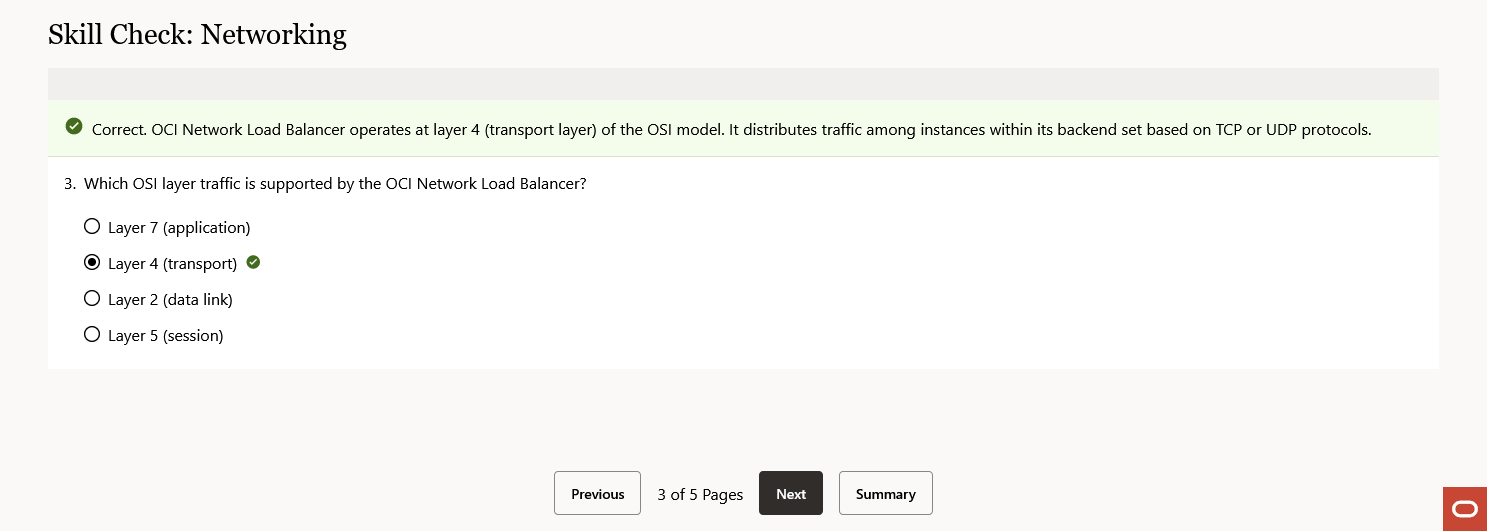 Skill Check: Networking
Correct. OCI Network Load Balancer operates at layer 4 (transport layer) of the OSI model. It distributes traffic among instances within its backend set based on TCP or UDP protocols.
3. Which OSI layer traffic is supported by the OCI Network Load Balancer?
Layer 7 (application)
Layer 4 (transport)
Layer 2 (data link)
Layer 5 (session)
Previous 3 of 5 Pages Next Summary